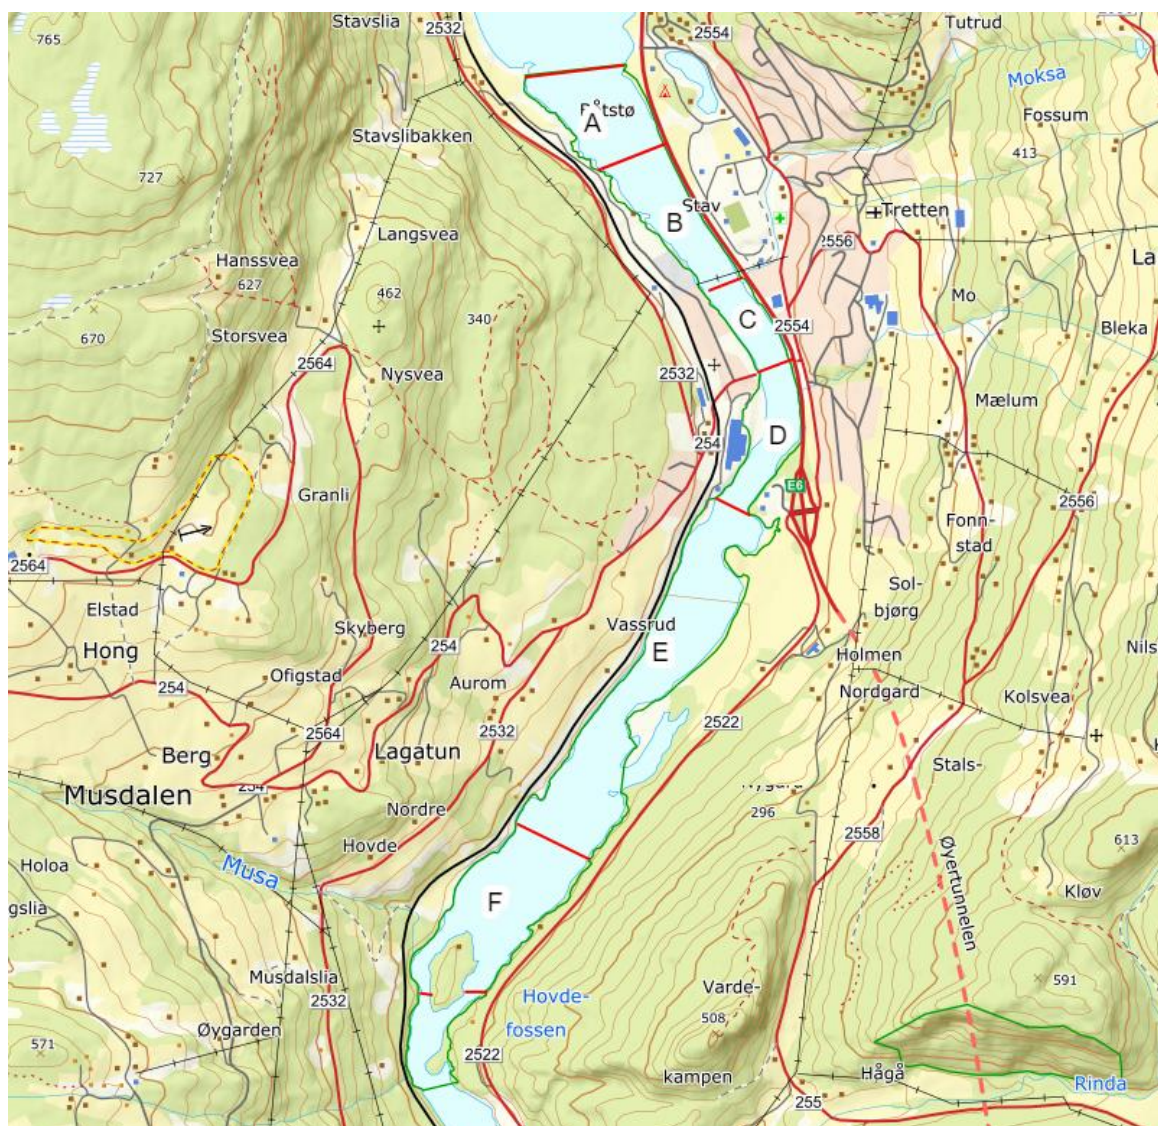 Stavslia
2532
2554
Tutrud
765
Moksa
A
Fossum
Stavslibakken
413
727
B
Stav
Tretten
Langsvea
2556
La
Hanssvea
627
462
340
Mo
C
2554
Bleka
670
Storsvea
2564
Nysvea
2532
Mælum
D
254
E6
Granli
2556
Fonn-
stad
2564
Sol-
bjørg
Elstad
Skyberg
254
Vassrud
E
Holmen
Nils
Hong
Ofigstad
Aurom
254
Nordgard
Kolsvea
2522
2564
2532
Berg
Lagatun
Stals-
254
Musdalen
Nordre
296
2558
Hovde
613
Holoa
Musa
Kløv
gslia
F
Øyertunnelen
Musdalslia
Hovde-
fossen
Varde-
591
2532
Øygarden
508
571
2522
kampen
Hågå
Rinda
255